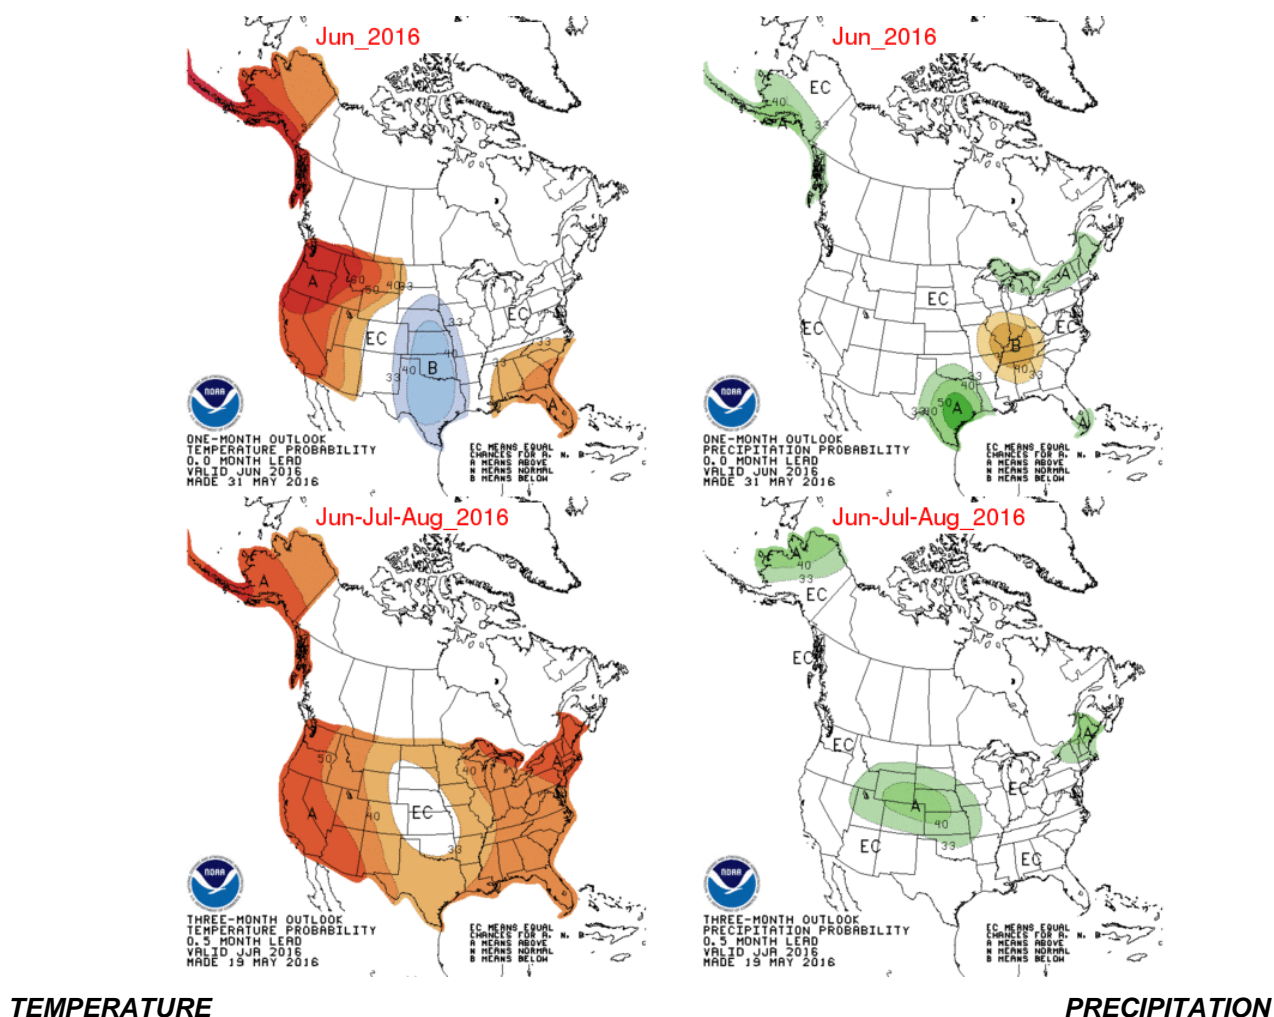 Jun_2016
A
60
50
40
33
EC
33
40
B
40
33
EC
33
33
A
NOAA
ONE-MONTH OUTLOOK
TEMPERATURE PROBABILITY
0.0 MONTH LEAD
VALID JUN 2016
MADE 31 MAY 2016
EC MEANS EQUAL
CHANCES FOR A, N, B
A MEANS ABOVE
N MEANS NORMAL
B MEANS BELOW
Jun_2016
EC
40
A
33
EC
EC
33
A
EC
B
40
33
33
40
50
A
A
NOAA
ONE-MONTH OUTLOOK
PRECIPITATION PROBABILITY
0.0 MONTH LEAD
VALID JUN 2016
MADE 31 MAY 2016
EC MEANS EQUAL
CHANCES FOR A, N, B
A MEANS ABOVE
N MEANS NORMAL
B MEANS BELOW
Jun-Jul-Aug_2016
A
50
A
40
EC
33
40
A
NOAA
THREE-MONTH OUTLOOK
TEMPERATURE PROBABILITY
0.5 MONTH LEAD
VALID JJA 2016
MADE 19 MAY 2016
EC MEANS EQUAL
CHANCES FOR A, N, B
A MEANS ABOVE
N MEANS NORMAL
B MEANS BELOW
Jun-Jul-Aug_2016
A
40
33
EC
EC
EC
A
EC
A
40
33
EC
EC
NOAA
THREE-MONTH OUTLOOK
PRECIPITATION PROBABILITY
0.5 MONTH LEAD
VALID JJA 2016
MADE 19 MAY 2016
EC MEANS EQUAL
CHANCES FOR A, N, B
A MEANS ABOVE
N MEANS NORMAL
B MEANS BELOW
TEMPERATURE
PRECIPITATION